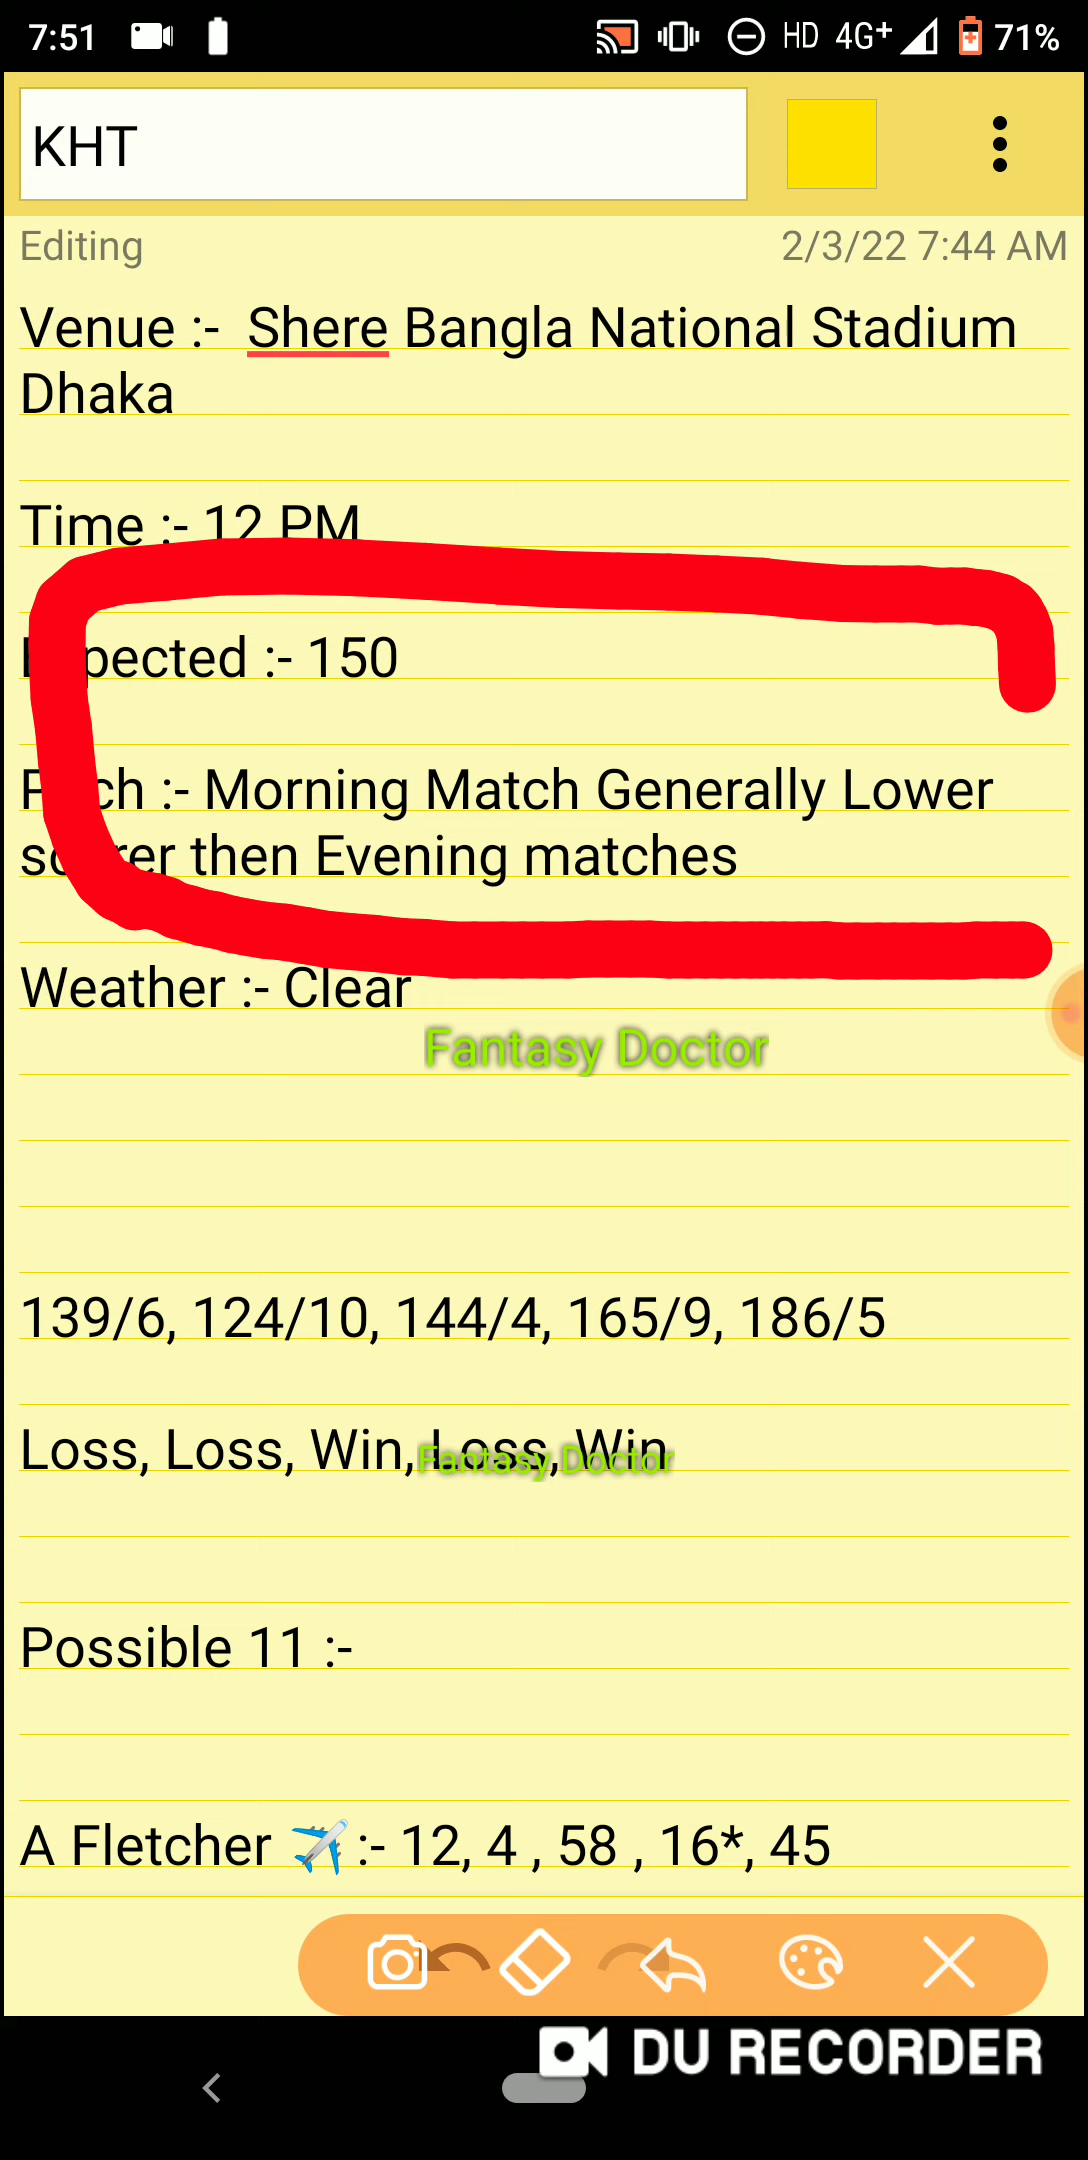 7:51 HD 4G+ 71%
KHT
Editing 2/3/22 7:44 AM
Venue :- Shere Bangla National Stadium
Dhaka
Time :- 12 PM
:- 150
:- Morning Match Generally Lower
then Evening matches
Weather :- Clear
Fantasy Doctor
139/6, 124/10, 144/4, 165/9, 186/5
Loss, Loss, Win, Loss, Win
Fantasy Doctor
Possible 11 :-
A Fletcher ✈️ :- 12, 4 , 58 , 16*, 45
DU RECORDER